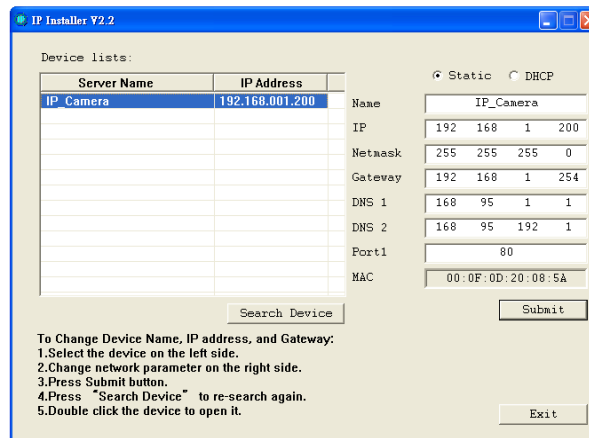 IP Installer V2.2
Device lists:
Server Name IP Address
IP_Camera 192.168.001.200
Static DHCP
Name IP_Camera
IP 192 168 1 200
Netmask 255 255 255 0
Gateway 192 168 1 254
DNS 1 168 95 1 1
DNS 2 168 95 192 1
Port1 80
MAC 00:0F:0D:20:08:5A
Search Device
Submit
To Change Device Name, IP address, and Gateway:
1.Select the device on the left side.
2.Change network parameter on the right side.
3.Press Submit button.
4.Press “Search Device” to re-search again.
5.Double click the device to open it.
Exit